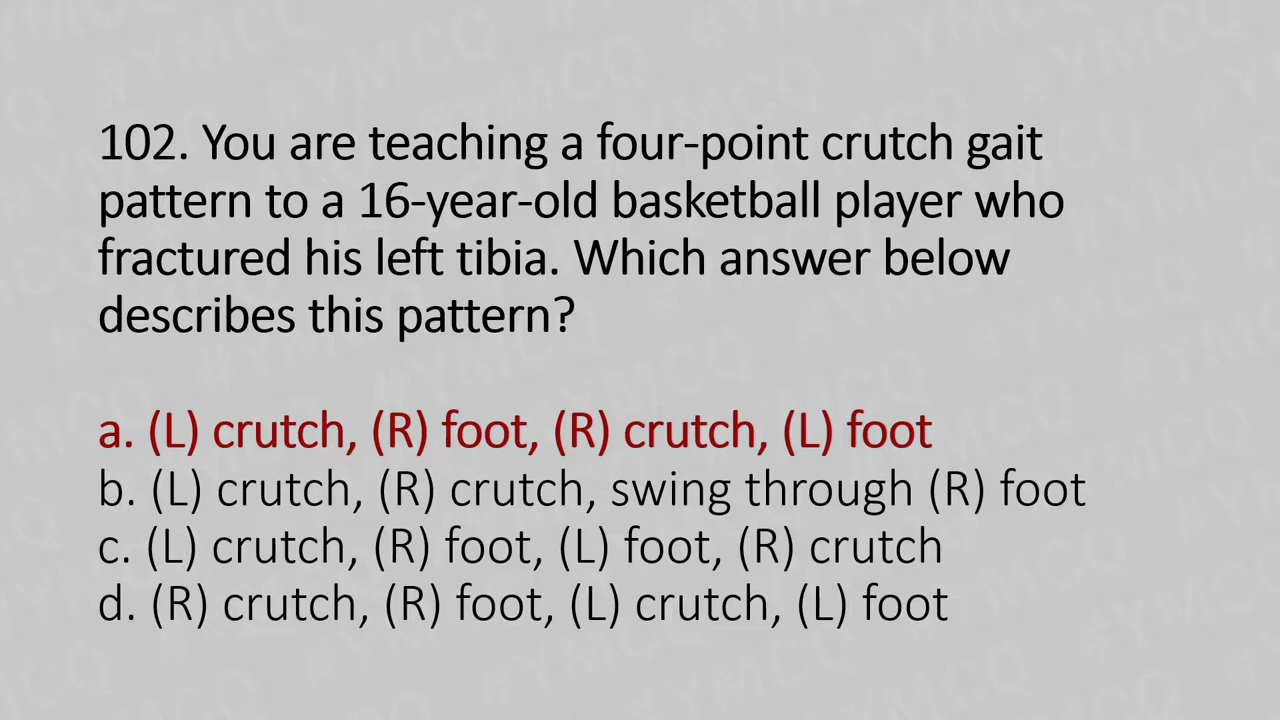 102. You are teaching a four-point crutch gait
pattern to a 16-year-old basketball player who
fractured his left tibia. Which answer below
describes this pattern?
a. (L) crutch, (R) foot, (R) crutch, (L) foot
b. (L) crutch, (R) crutch, swing through (R) foot
c. (L) crutch, (R) foot, (L) foot, (R) crutch
d. (R) crutch, (R) foot, (L) crutch, (L) foot